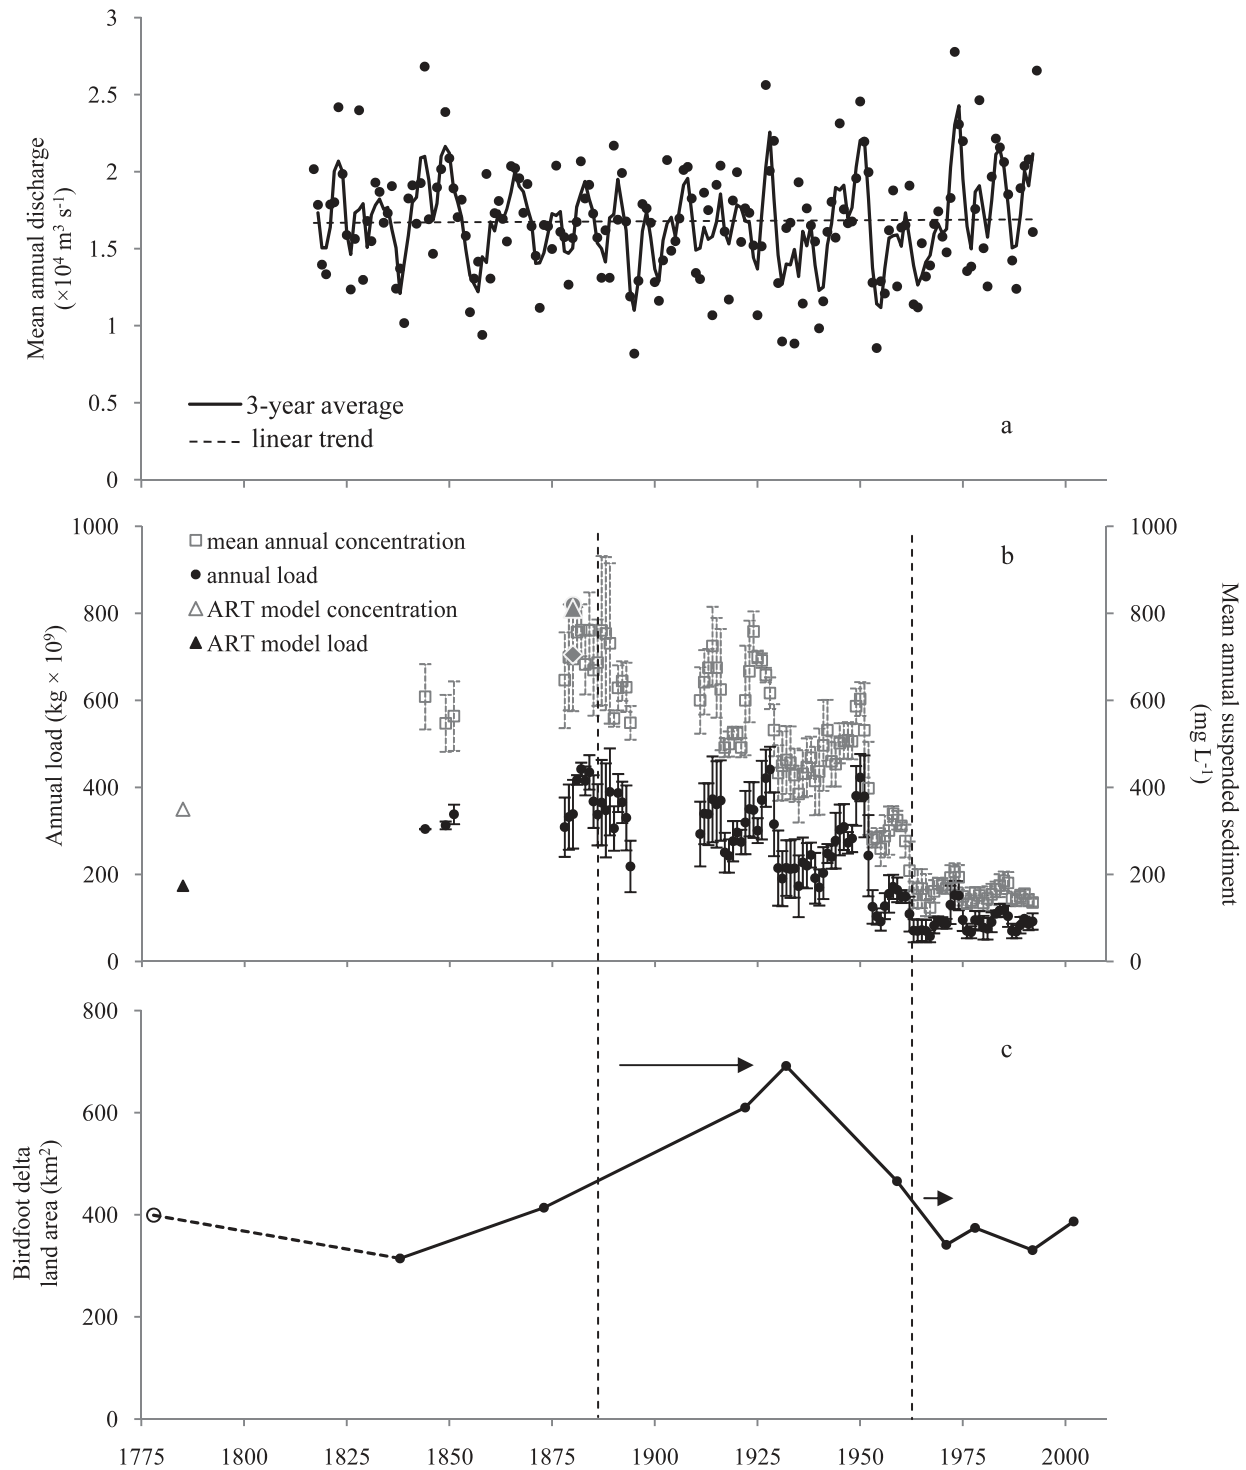 3
2.5
2
1.5
1
0.5
0
Mean annual discharge
(×10⁴ m³ s⁻¹)
3-year average
linear trend
a
1000
800
600
400
200
0
Annual load (kg × 10⁹)
mean annual concentration
annual load
ART model concentration
ART model load
b
1000
800
600
400
200
0
Mean annual suspended sediment
(mg L⁻¹)
800
600
400
200
0
Birdfoot delta
land area (km²)
c
1775 1800 1825 1850 1875 1900 1925 1950 1975 2000